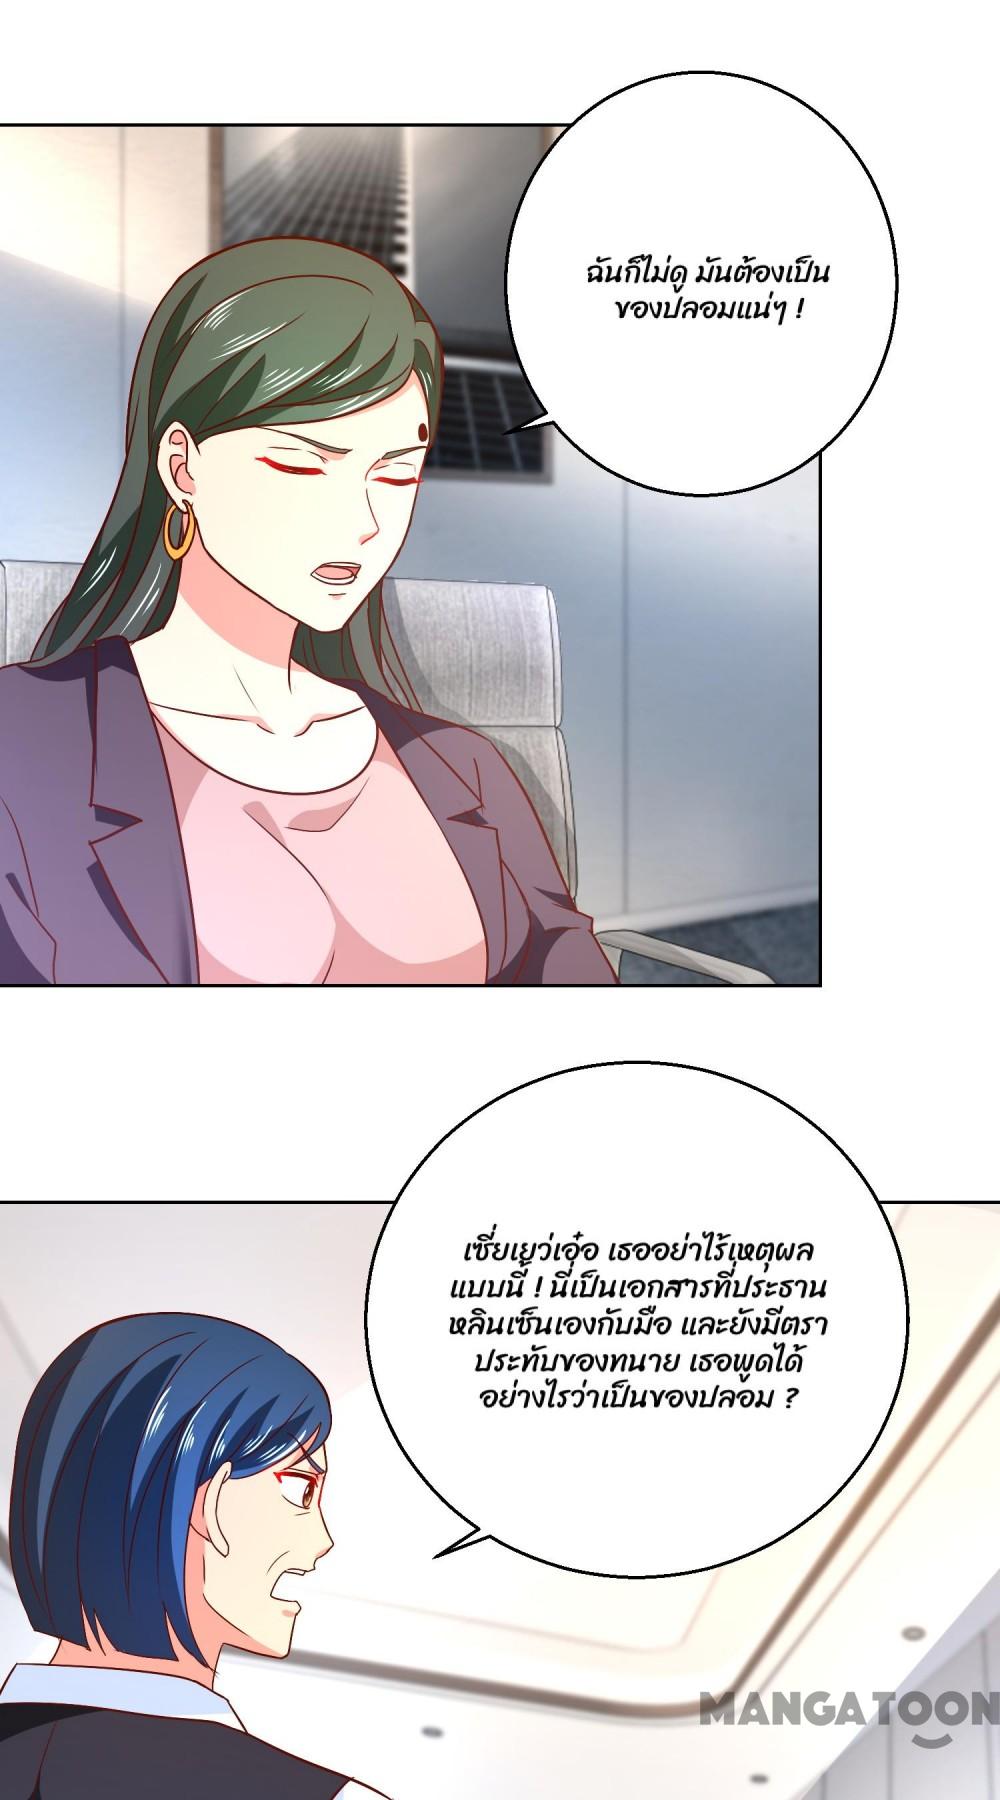 ฉันก็ไม่ดู มันต้องเป็น
ของปลอมแน่ๆ !
เซี่ยเยว่เอ๋อ เธออย่าไร้เหตุผล
แบบนี้ ! นี่เป็นเอกสารที่ประธาน
หลินเซ็นเองกับมือ และยังมีตรา
ประทับของทนาย เธอพูดได้
อย่างไรว่าเป็นของปลอม ?
MANGATOON